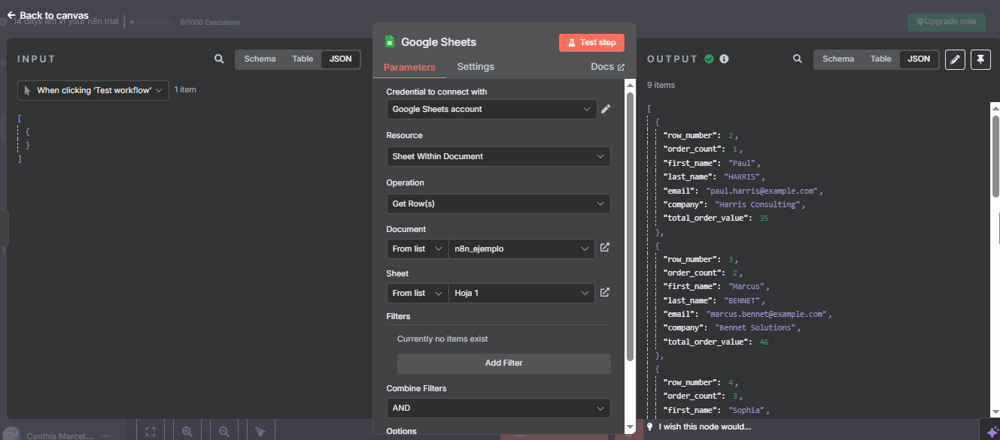 Back to canvas
14 days left in your n8n trial
0/1000 Executions
Upgrade now
INPUT
Schema
Table
JSON
When clicking ‘Test workflow’
1 item
[
{
}
]
Google Sheets
Test step
Parameters
Settings
Docs
Credential to connect with
Google Sheets account
Resource
Sheet Within Document
Operation
Get Row(s)
Document
From list
n8n_ejemplo
Sheet
From list
Hoja 1
Filters
Currently no items exist
Add Filter
Combine Filters
AND
Options
OUTPUT
Schema
Table
JSON
9 items
[
{
"row_number": 2,
"order_count": 1,
"first_name": "Paul",
"last_name": "HARRIS",
"email": "paul.harris@example.com",
"company": "Harris Consulting",
"total_order_value": 35
},
{
"row_number": 3,
"order_count": 2,
"first_name": "Marcus",
"last_name": "BENNET",
"email": "marcus.bennet@example.com",
"company": "Bennet Solutions",
"total_order_value": 46
},
{
"row_number": 4,
"order_count": 3,
"first_name": "Sophia",
I wish this node would...
CM
Cynthia Marcel...